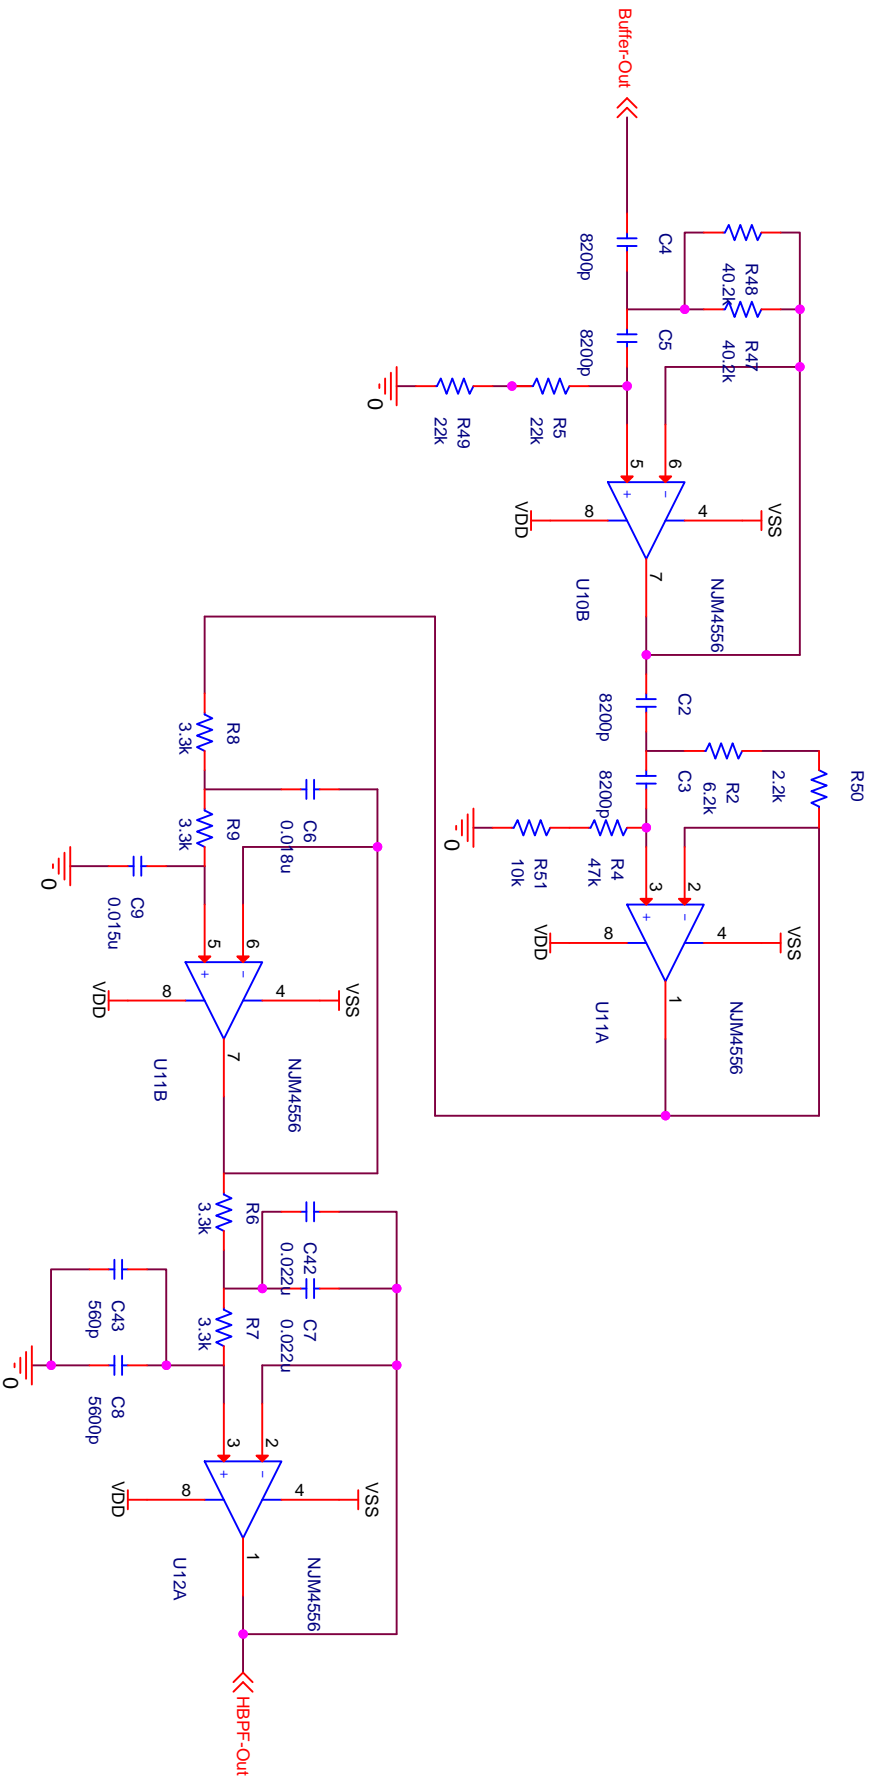 Buffer-Out
C4
8200p
R48
40.2k
R47
40.2k
C5
8200p
R5
22k
R49
22k
0
6
5
+
-
4
VSS
8
VDD
7
U10B
NJM4556
C2
8200p
C3
8200p
R2
6.2k
R50
2.2k
R4
47k
R51
10k
0
2
3
+
-
4
VSS
8
VDD
1
U11A
NJM4556
R8
3.3k
R9
3.3k
C6
0.018u
C9
0.015u
0
6
5
+
-
4
VSS
8
VDD
7
U11B
NJM4556
R6
3.3k
R7
3.3k
C42
0.022u
C7
0.022u
C43
560p
C8
5600p
0
2
3
+
-
4
VSS
8
VDD
1
U12A
NJM4556
HBPF-Out